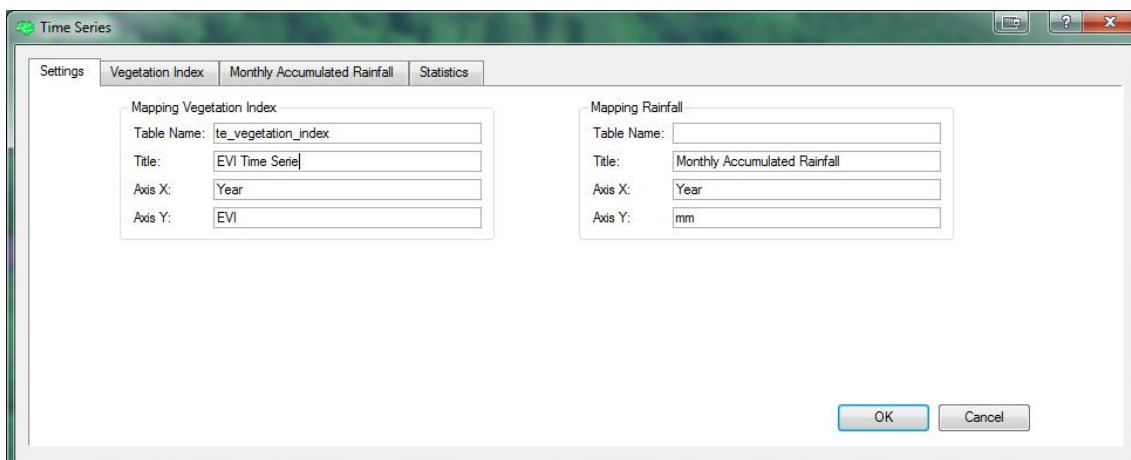 Time Series
?
X
Settings
Vegetation Index
Monthly Accumulated Rainfall
Statistics
Mapping Vegetation Index
Table Name: te_vegetation_index
Title: EVI Time Serie
Axis X: Year
Axis Y: EVI
Mapping Rainfall
Table Name:
Title: Monthly Accumulated Rainfall
Axis X: Year
Axis Y: mm
OK
Cancel